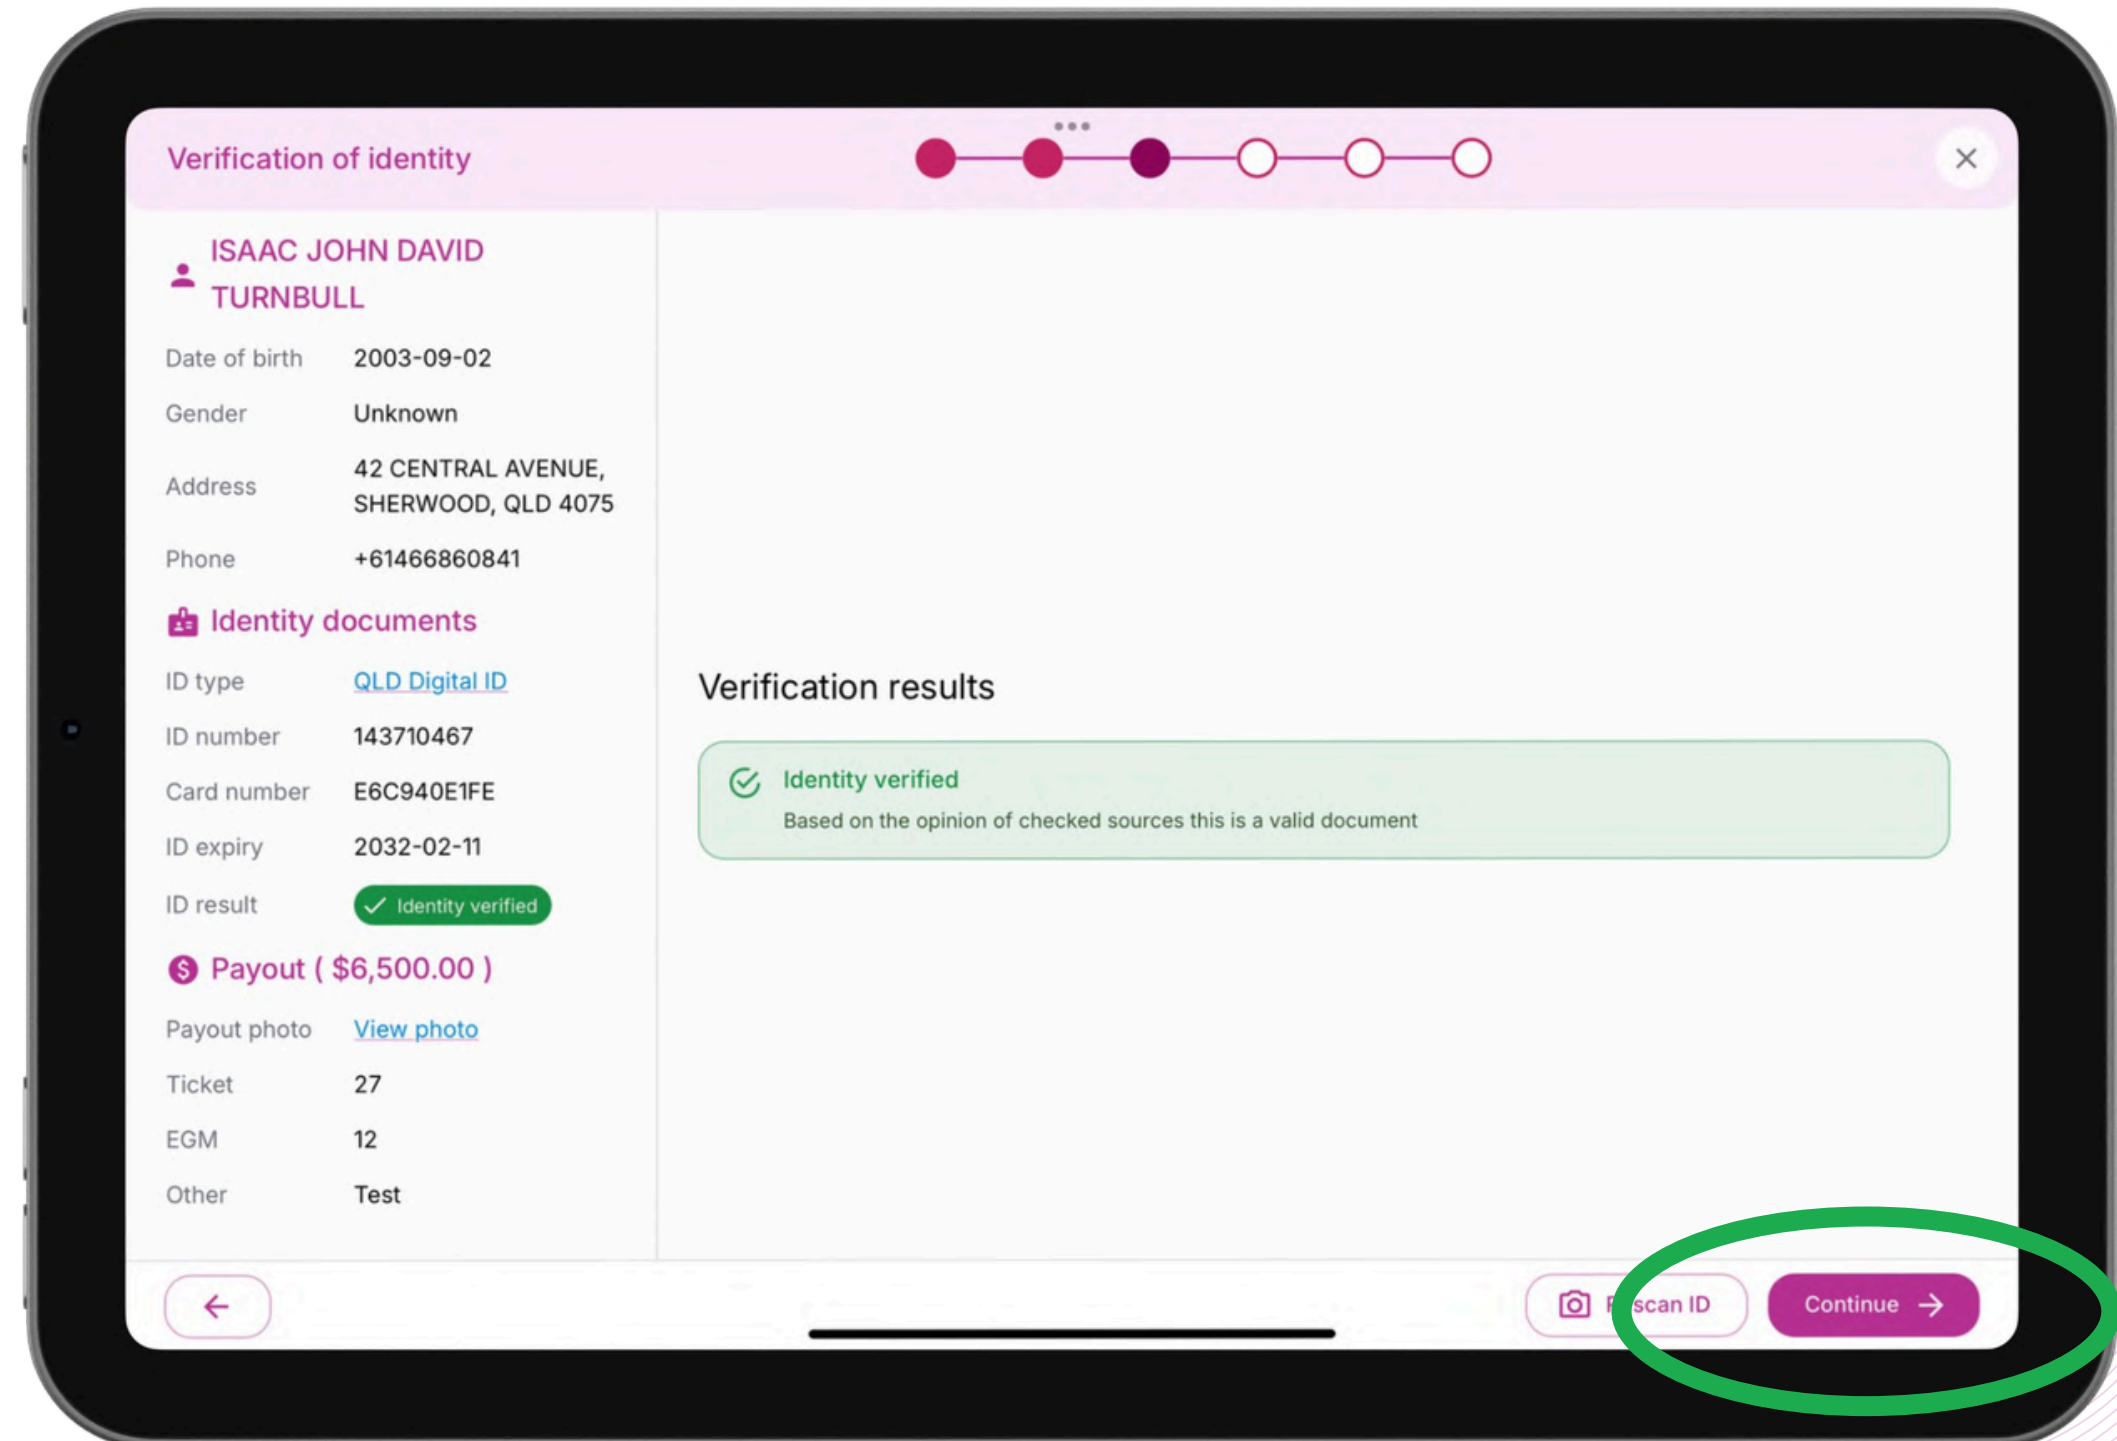 Verification of identity
ISAAC JOHN DAVID
TURNBULL
Date of birth 2003-09-02
Gender Unknown
Address 42 CENTRAL AVENUE,
SHERWOOD, QLD 4075
Phone +61466860841
Identity documents
ID type QLD Digital ID
ID number 143710467
Card number E6C940E1FE
ID expiry 2032-02-11
ID result Identity verified
Payout ( $6,500.00 )
Payout photo View photo
Ticket 27
EGM 12
Other Test
Verification results
Identity verified
Based on the opinion of checked sources this is a valid document
scan ID
Continue